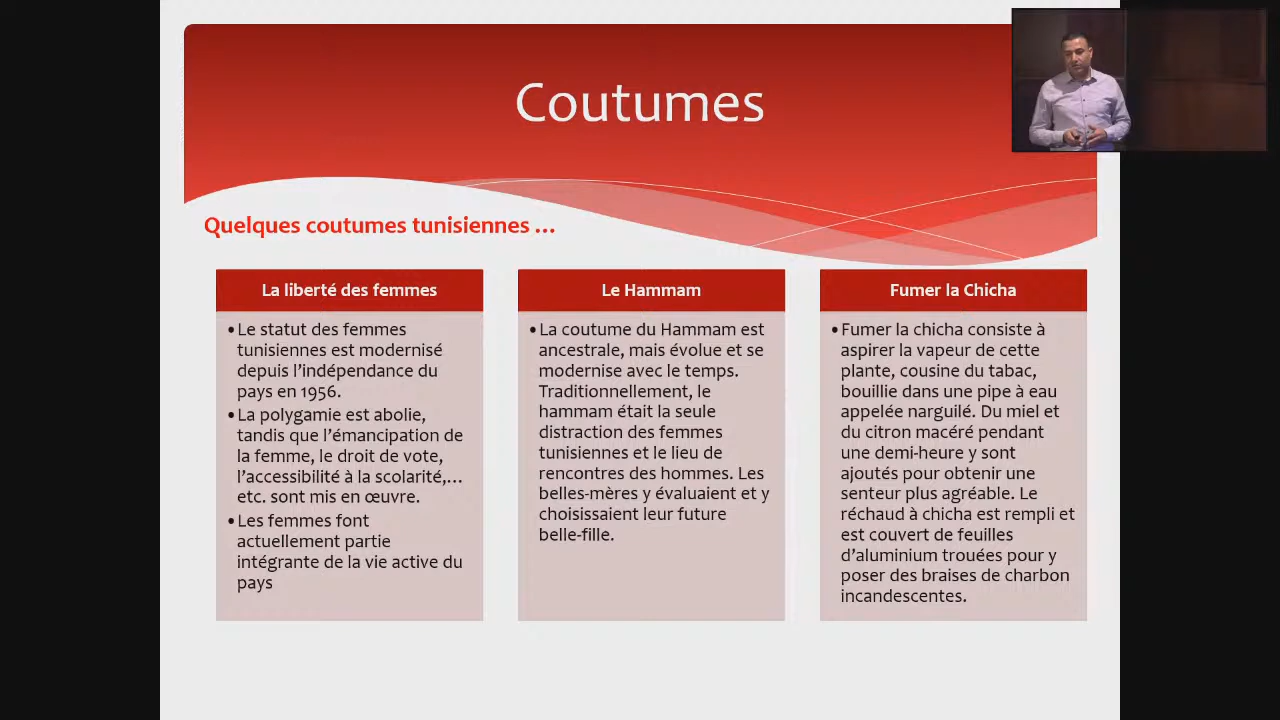 Coutumes
Quelques coutumes tunisiennes ...
La liberté des femmes
•Le statut des femmes
tunisiennes est modernisé
depuis l'indépendance du
pays en 1956.
•La polygamie est abolie,
tandis que l'émancipation de
la femme, le droit de vote,
l'accessibilité à la scolarité,...
etc. sont mis en œuvre.
•Les femmes font
actuellement partie
intégrante de la vie active du
pays
Le Hammam
•La coutume du Hammam est
ancestrale, mais évolue et se
modernise avec le temps.
Traditionnellement, le
hammam était la seule
distraction des femmes
tunisiennes et le lieu de
rencontres des hommes. Les
belles-mères y évaluaient et y
choisissaient leur future
belle-fille.
Fumer la Chicha
•Fumer la chicha consiste à
aspirer la vapeur de cette
plante, cousine du tabac,
bouillie dans une pipe à eau
appelée narguilé. Du miel et
du citron macéré pendant
une demi-heure y sont
ajoutés pour obtenir une
senteur plus agréable. Le
réchaud à chicha est rempli et
est couvert de feuilles
d'aluminium trouées pour y
poser des braises de charbon
incandescentes.